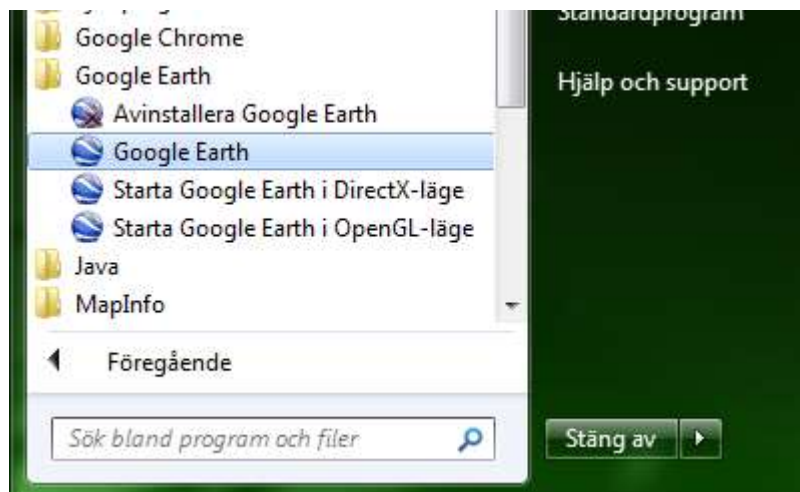 Google Chrome
Google Earth
Avinstallera Google Earth
Google Earth
Starta Google Earth i DirectX-läge
Starta Google Earth i OpenGL-läge
Java
MapInfo
Föregående
Sök bland program och filer
Standardprogram
Hjälp och support
Stäng av